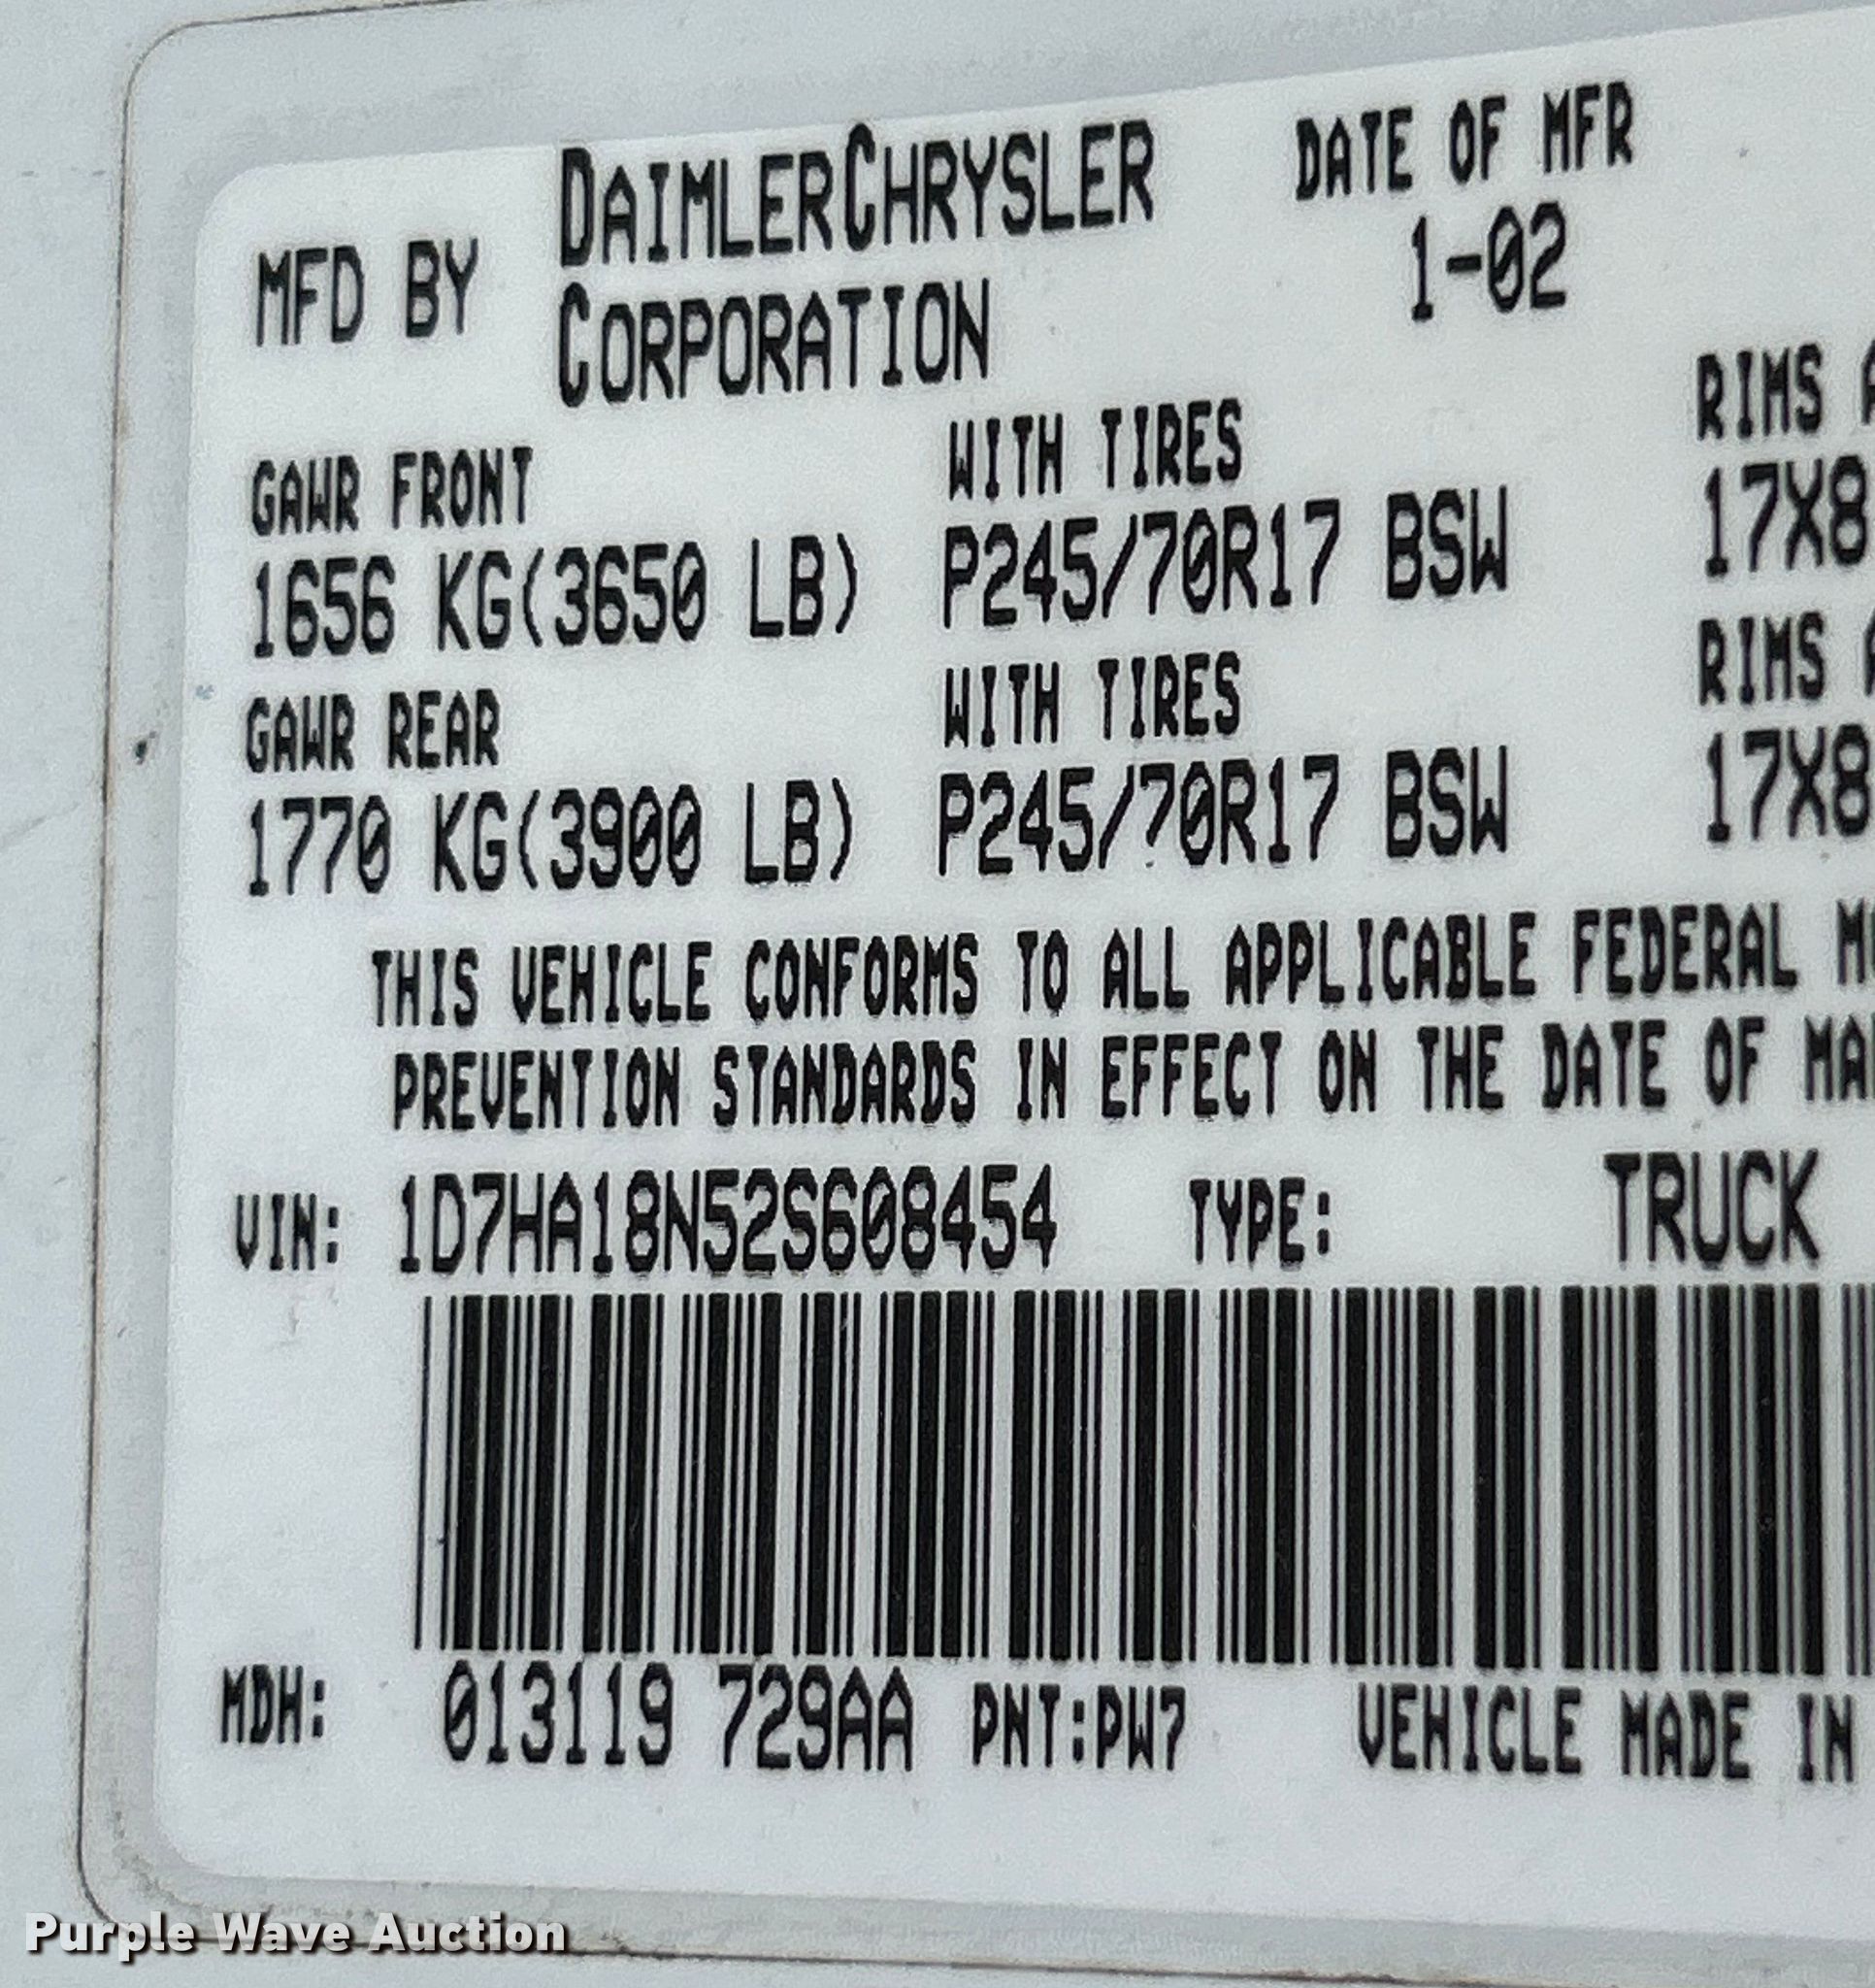 MFD BY DAIMLERCHRYSLER CORPORATION DATE OF MFR
1-02
GAWR FRONT WITH TIRES RIMS
1656 KG(3650 LB) P245/70R17 BSW 17X8
GAWR REAR WITH TIRES RIMS
1770 KG(3900 LB) P245/70R17 BSW 17X8
THIS VEHICLE CONFORMS TO ALL APPLICABLE FEDERAL
PREVENTION STANDARDS IN EFFECT ON THE DATE OF MA
VIN: 1D7HA18N52S608454 TYPE: TRUCK
MDH: 013119 729AA PNT:PW7 VEHICLE MADE IN
Purple Wave Auction